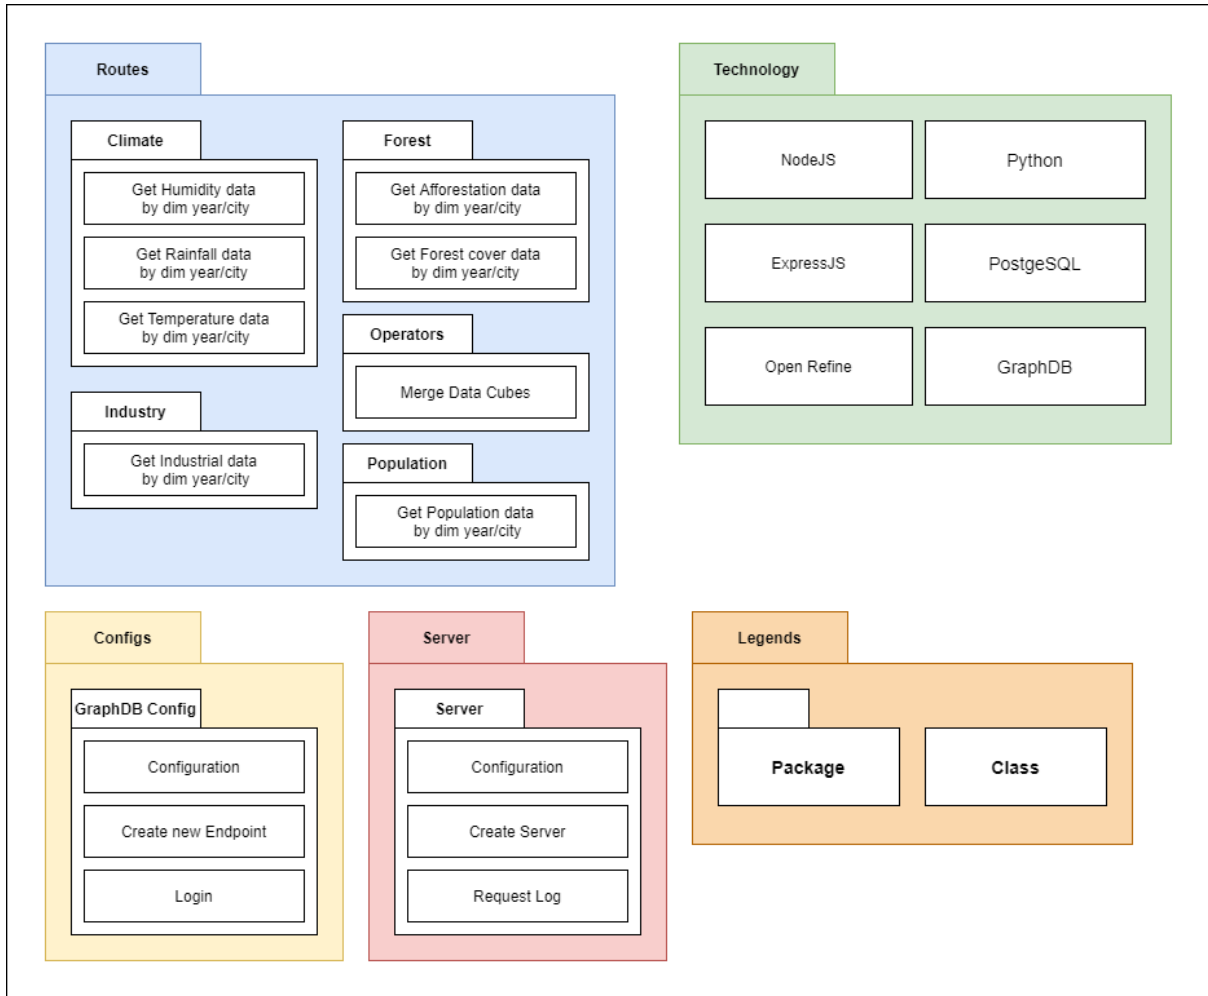 Routes
Climate
Get Humidity data
by dim year/city
Get Rainfall data
by dim year/city
Get Temperature data
by dim year/city
Industry
Get Industrial data
by dim year/city
Forest
Get Afforestation data
by dim year/city
Get Forest cover data
by dim year/city
Operators
Merge Data Cubes
Population
Get Population data
by dim year/city
Technology
NodeJS
Python
ExpressJS
PostgeSQL
Open Refine
GraphDB
Configs
GraphDB Config
Configuration
Create new Endpoint
Login
Server
Server
Configuration
Create Server
Request Log
Legends
Package
Class